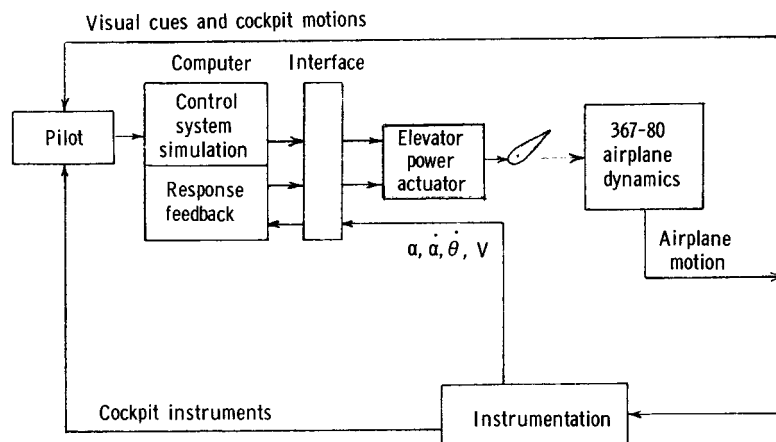 Visual cues and cockpit motions
Computer
Interface
Pilot
Control
system
simulation
Response
feedback
Elevator
power
actuator
367-80
airplane
dynamics
Airplane
motion
α, α̇, θ̇, V
Cockpit instruments
Instrumentation